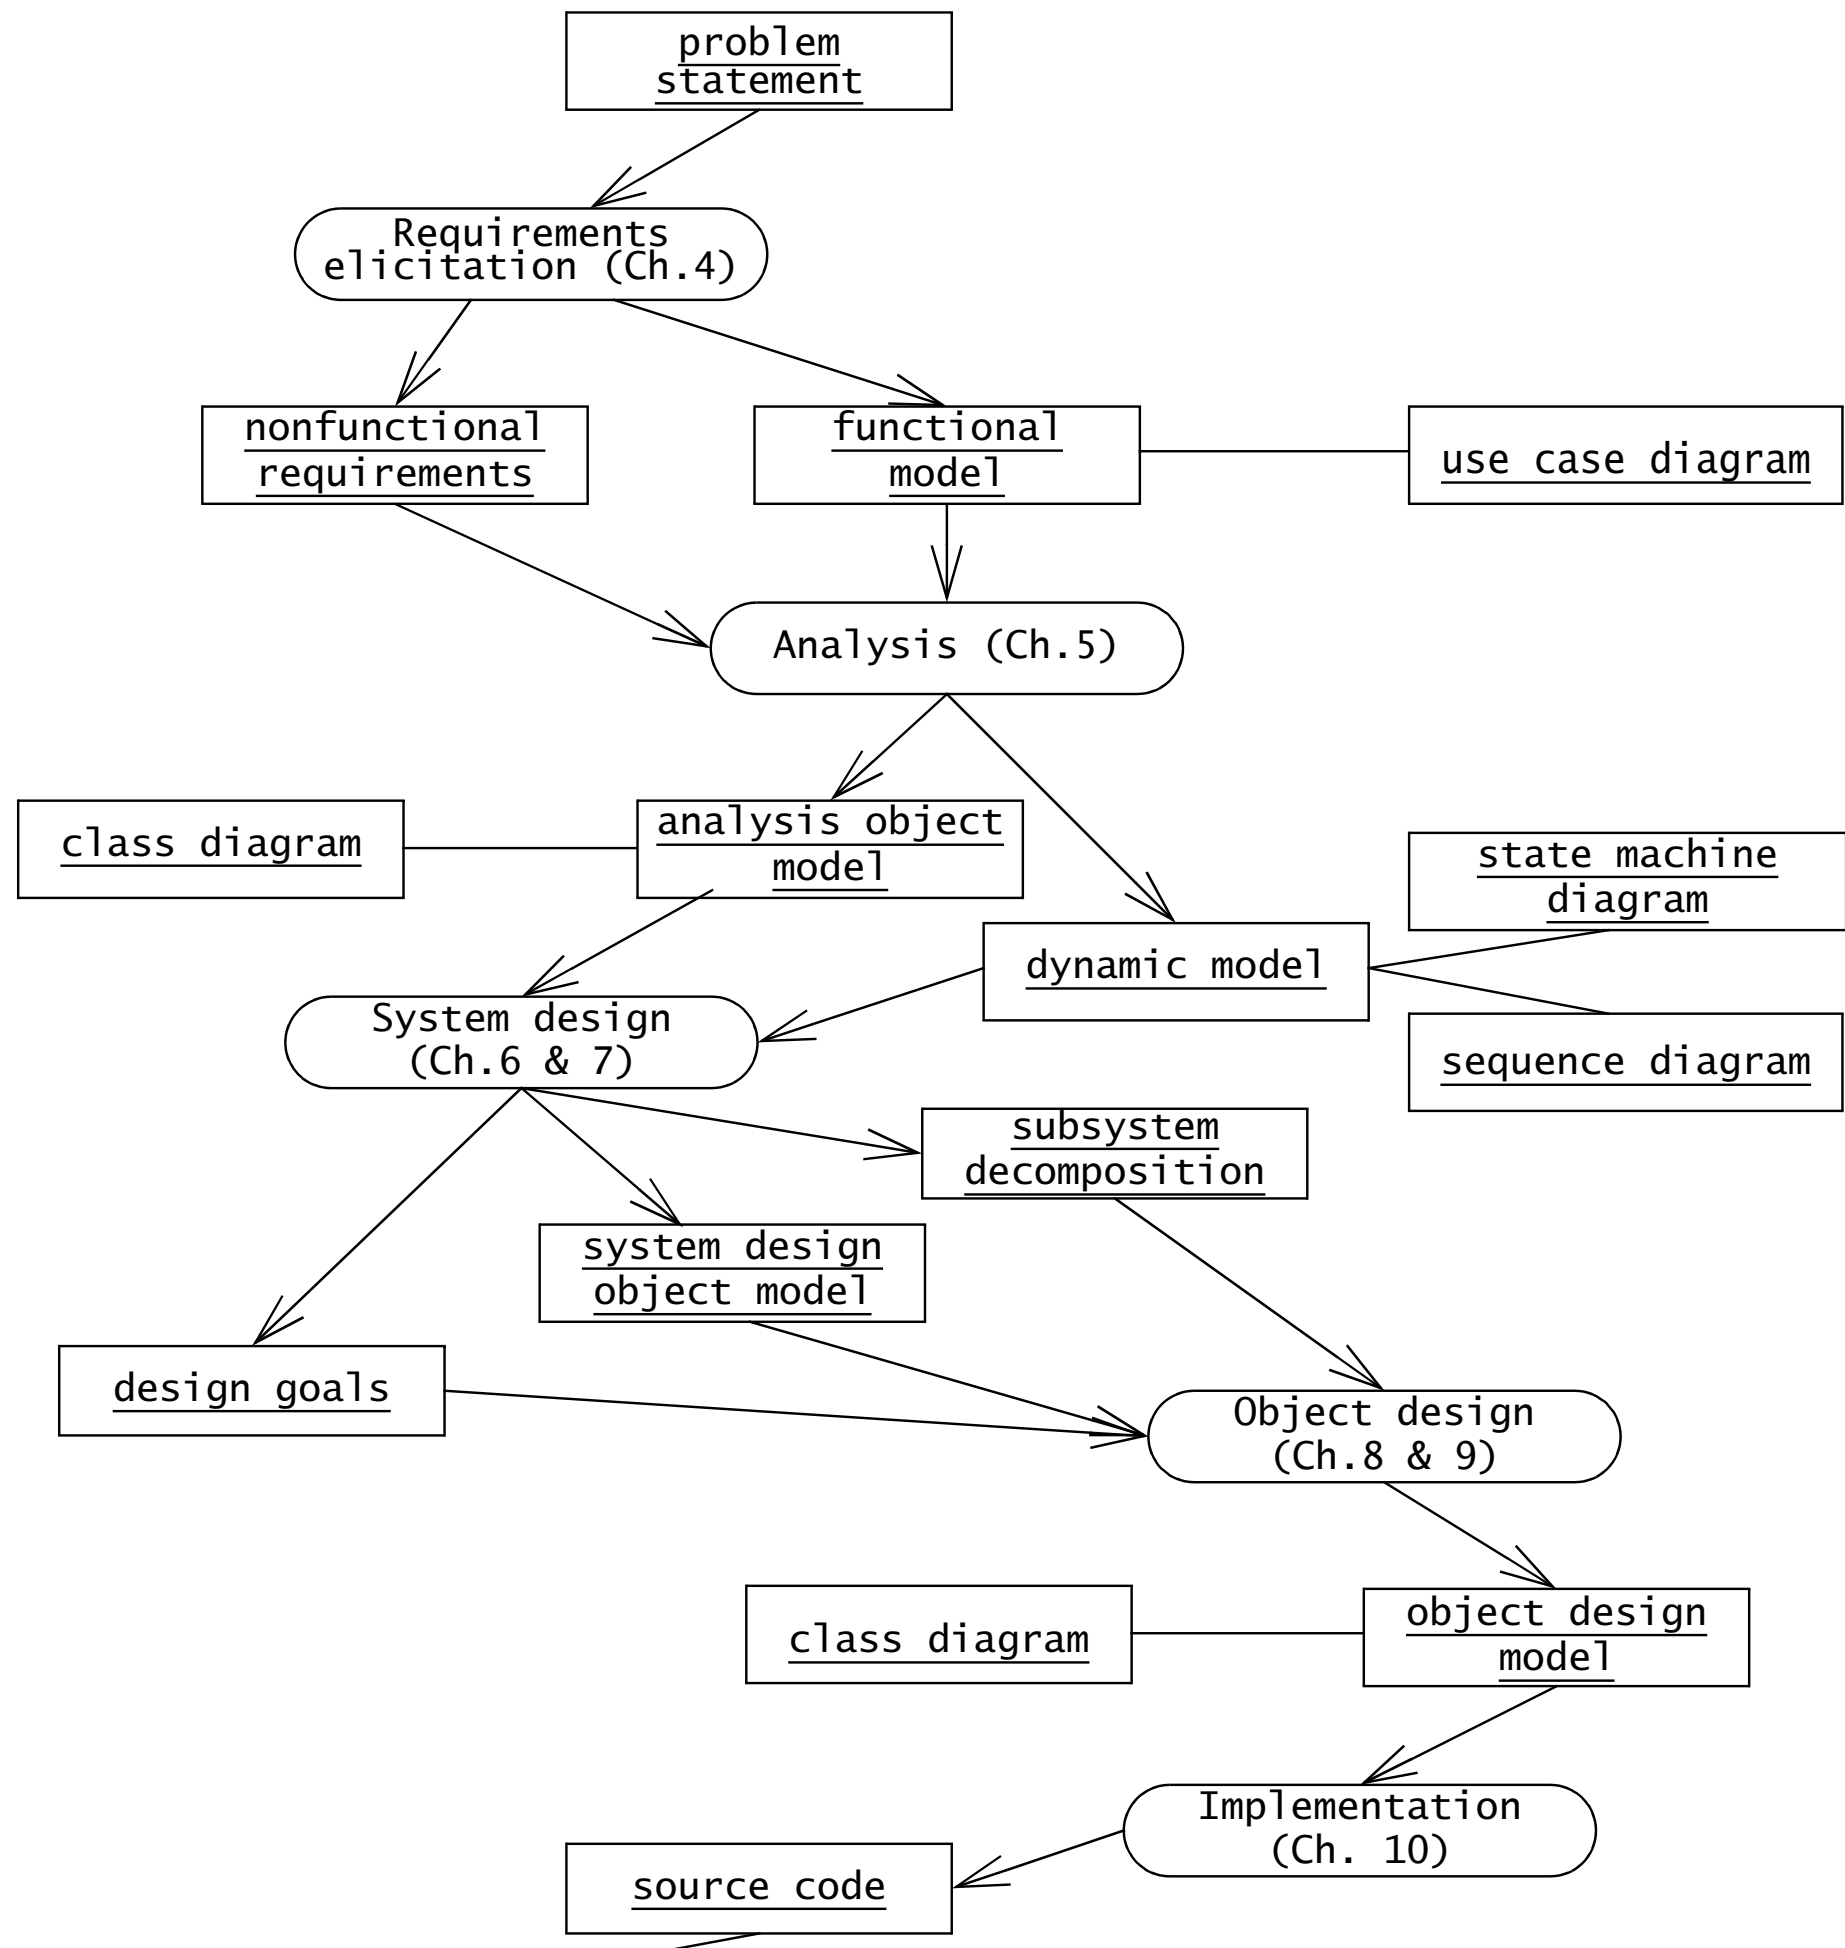 problem
statement
Requirements
elicitation (Ch.4)
nonfunctional
requirements
functional
model
use case diagram
Analysis (Ch.5)
class diagram
analysis object
model
state machine
diagram
dynamic model
System design
(Ch.6 & 7)
sequence diagram
subsystem
decomposition
system design
object model
design goals
Object design
(Ch.8 & 9)
class diagram
object design
model
Implementation
(Ch. 10)
source code